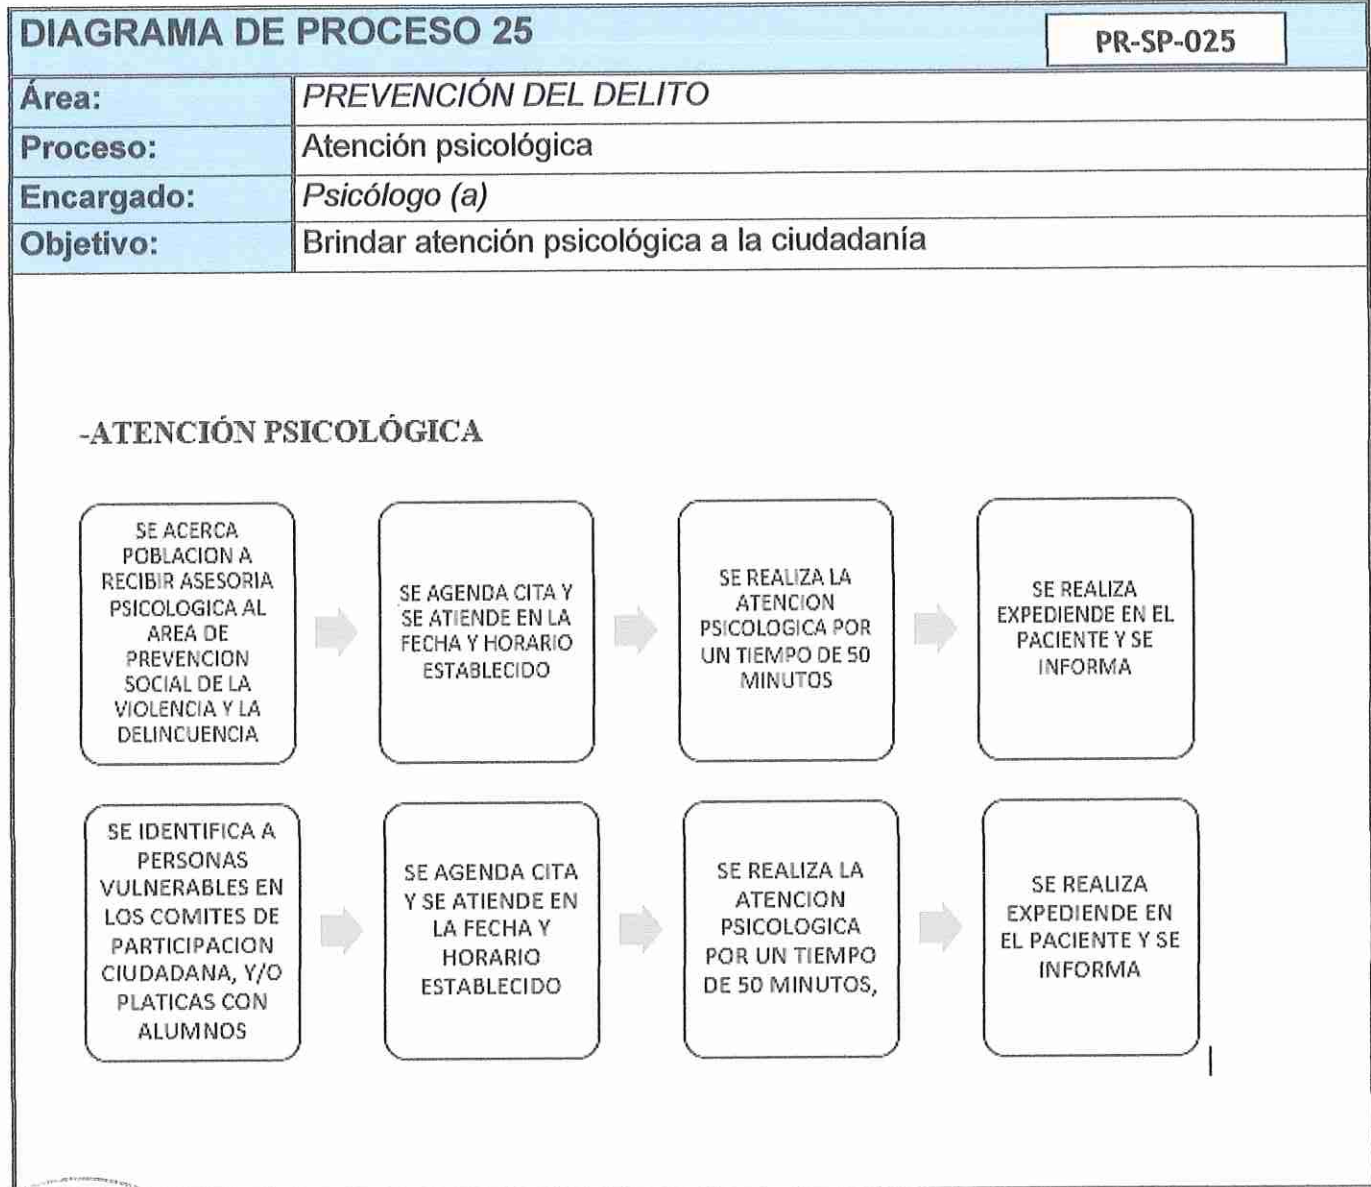 DIAGRAMA DE PROCESO 25
PR-SP-025
Área: PREVENCIÓN DEL DELITO
Proceso: Atención psicológica
Encargado: Psicólogo (a)
Objetivo: Brindar atención psicológica a la ciudadanía
-ATENCIÓN PSICOLÓGICA
SE ACERCA
POBLACION A
RECIBIR ASESORIA
PSICOLOGICA AL
AREA DE
PREVENCION
SOCIAL DE LA
VIOLENCIA Y LA
DELINCUENCIA
SE AGENDA CITA Y
SE ATIENDE EN LA
FECHA Y HORARIO
ESTABLECIDO
SE REALIZA LA
ATENCION
PSICOLOGICA POR
UN TIEMPO DE 50
MINUTOS
SE REALIZA
EXPEDIENDE EN EL
PACIENTE Y SE
INFORMA
SE IDENTIFICA A
PERSONAS
VULNERABLES EN
LOS COMITES DE
PARTICIPACION
CIUDADANA, Y/O
PLATICAS CON
ALUMNOS
SE AGENDA CITA
Y SE ATIENDE EN
LA FECHA Y
HORARIO
ESTABLECIDO
SE REALIZA LA
ATENCION
PSICOLOGICA
POR UN TIEMPO
DE 50 MINUTOS,
SE REALIZA
EXPEDIENDE EN
EL PACIENTE Y SE
INFORMA